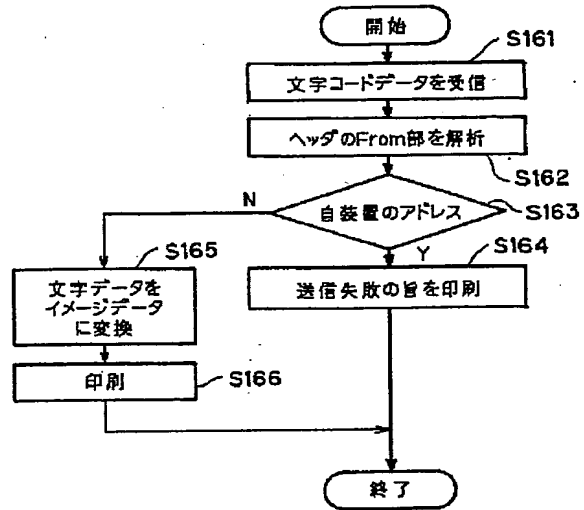 開始
S161
文字コードデータを受信
ヘッダのFrom部を解析
S162
自装置のアドレス
S163
N
Y
S164
送信失敗の旨を印刷
S165
文字データを
イメージデータ
に変換
印刷
S166
終了